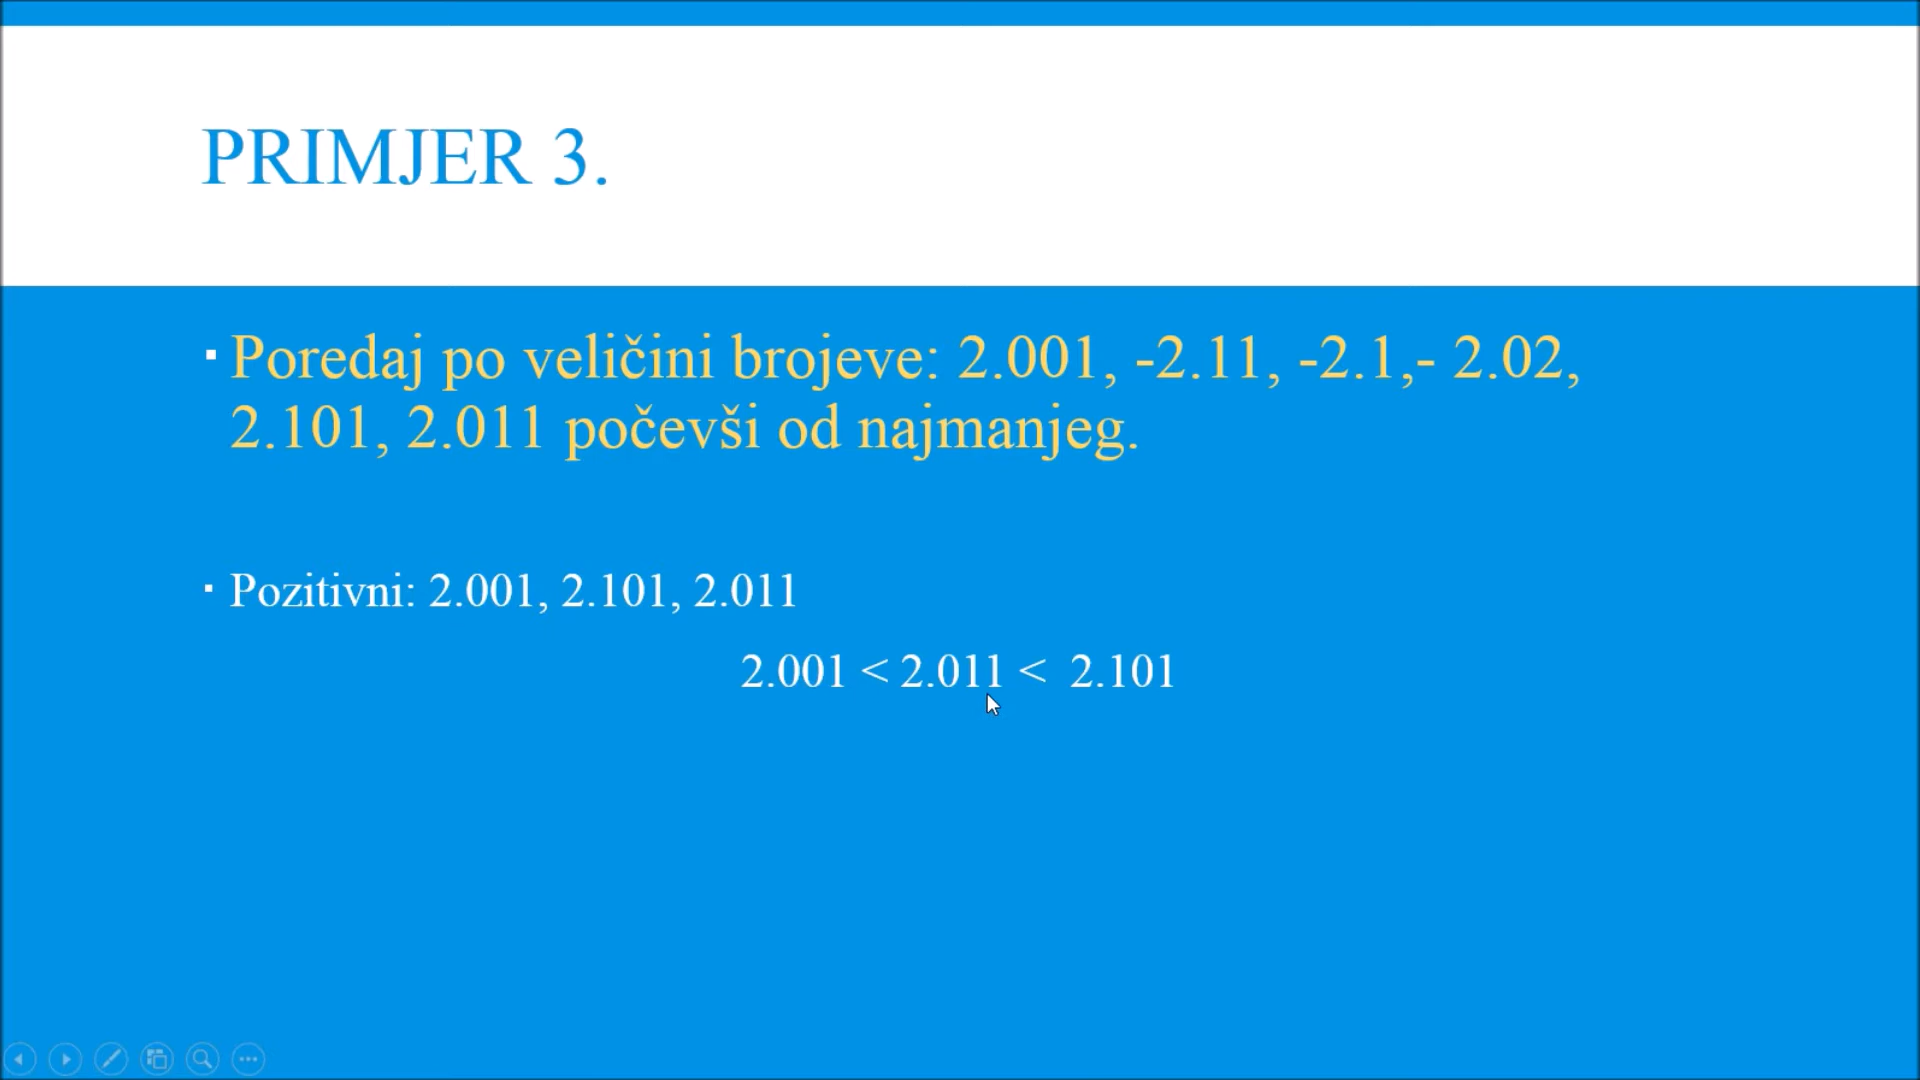 PRIMJER 3.
▪ Poredaj po veličini brojeve: 2.001, -2.11, -2.1,- 2.02,
2.101, 2.011 počevši od najmanjeg.
▪ Pozitivni: 2.001, 2.101, 2.011
2.001 < 2.011 <  2.101